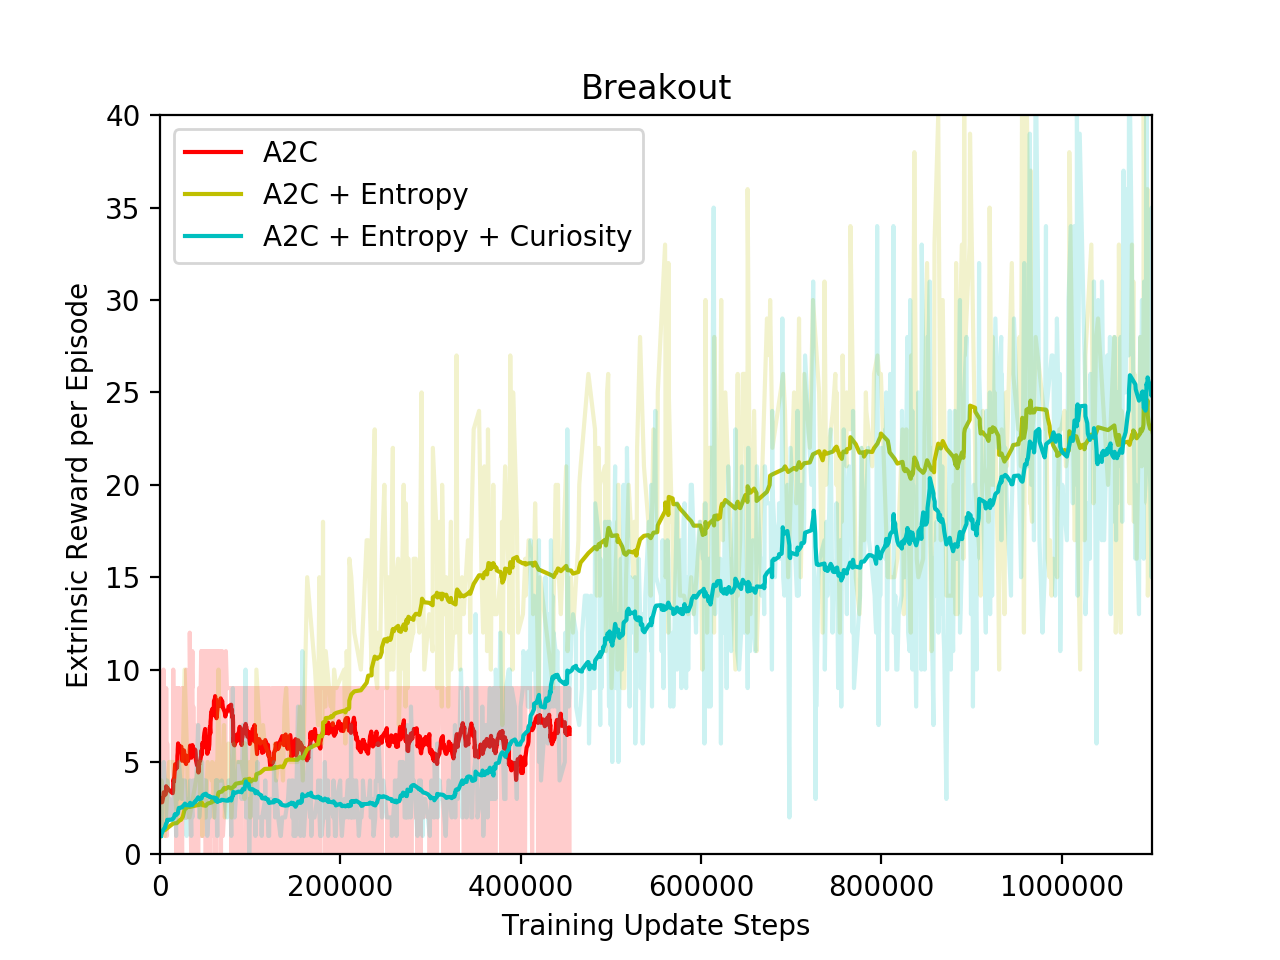 Breakout
A2C
A2C + Entropy
A2C + Entropy + Curiosity
40
35
30
25
20
15
10
5
0
Extrinsic Reward per Episode
0 200000 400000 600000 800000 1000000
Training Update Steps